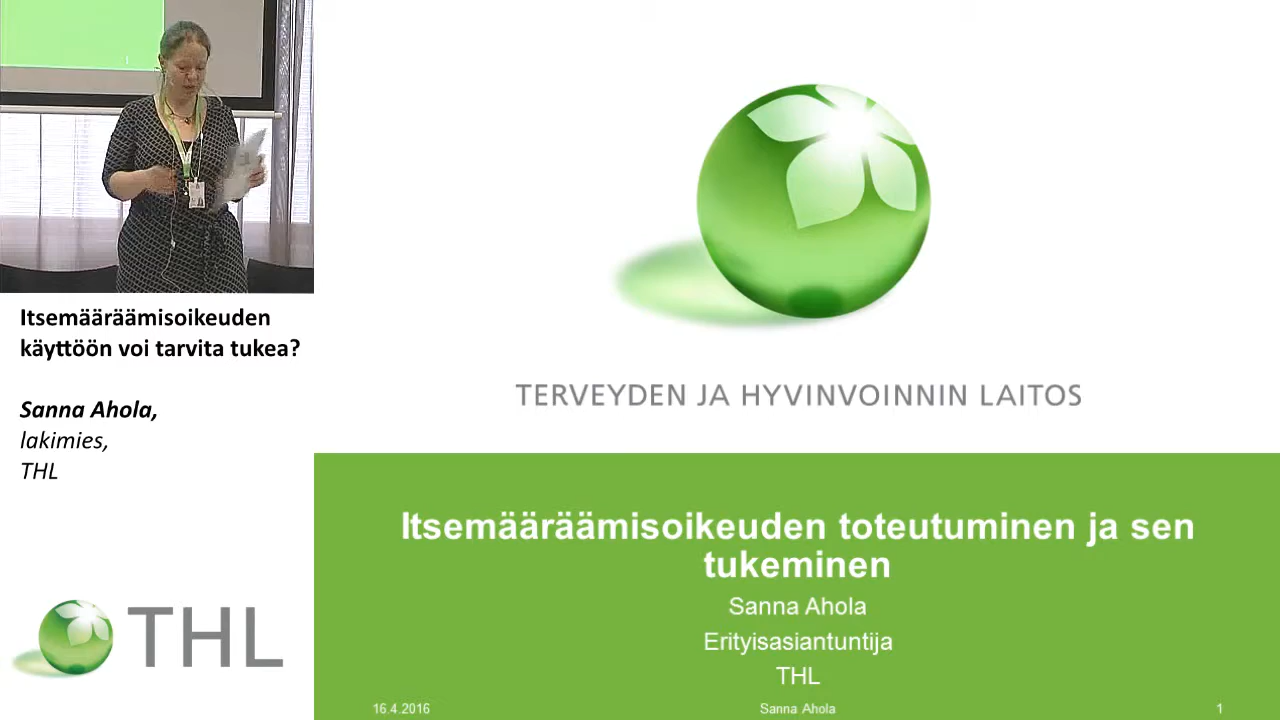 Itsemääräämisoikeuden
käyttöön voi tarvita tukea?
Sanna Ahola,
lakimies,
THL
THL
TERVEYDEN JA HYVINVOINNIN LAITOS
Itsemääräämisoikeuden toteutuminen ja sen
tukeminen
Sanna Ahola
Erityisasiantuntija
THL
16.4.2016
Sanna Ahola
1